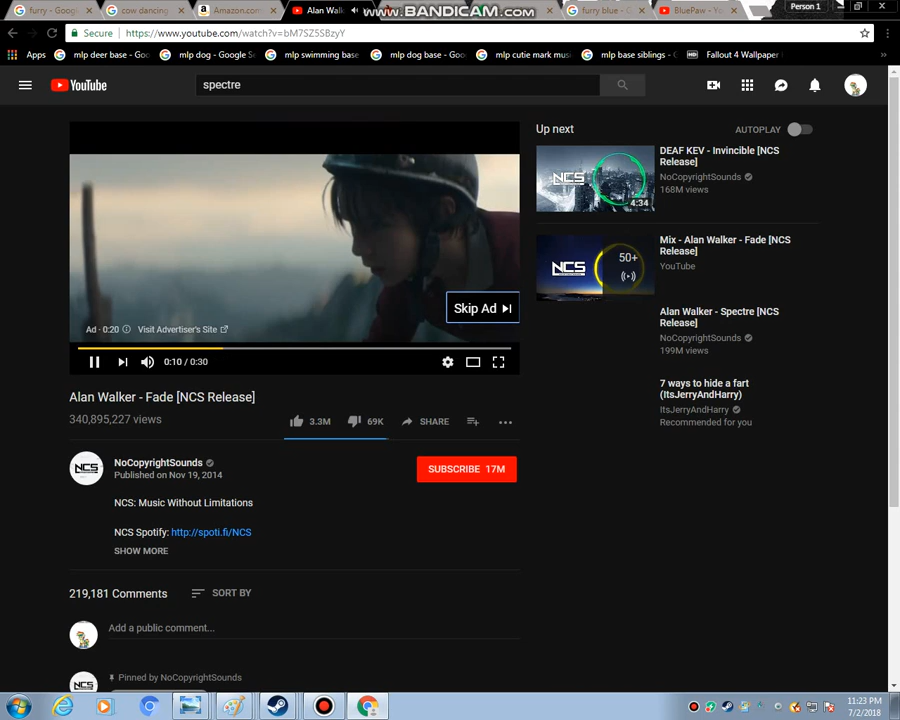 furry - Goog
cow dancing
Amazon.com
Alan Walk
www.BANDICAM.com
furry blue -
BluePaw -
Person 1
Secure
https://www.youtube.com/watch?v=bM7SZ5SBzyY
Apps
mlp deer base - Goo
mlp dog - Google S
mlp swimming base
mlp dog base - Goo
mlp cutie mark mus
mlp base siblings -
Fallout 4 Wallpaper
YouTube
spectre
Skip Ad
Ad · 0:20
Visit Advertiser's Site
0:10 / 0:30
Alan Walker - Fade [NCS Release]
340,895,227 views
3.3M
69K
SHARE
NCS
NoCopyrightSounds
Published on Nov 19, 2014
SUBSCRIBE 17M
NCS: Music Without Limitations
NCS Spotify: http://spoti.fi/NCS
SHOW MORE
219,181 Comments
SORT BY
Add a public comment...
NCS
Pinned by NoCopyrightSounds
Up next
AUTOPLAY
NCS
4:34
DEAF KEV - Invincible [NCS
Release]
NoCopyrightSounds
168M views
NCS
50+
Mix - Alan Walker - Fade [NCS
Release]
YouTube
Alan Walker - Spectre [NCS
Release]
NoCopyrightSounds
199M views
7 ways to hide a fart
(ItsJerryAndHarry)
ItsJerryAndHarry
Recommended for you
11:23 PM
7/2/2018